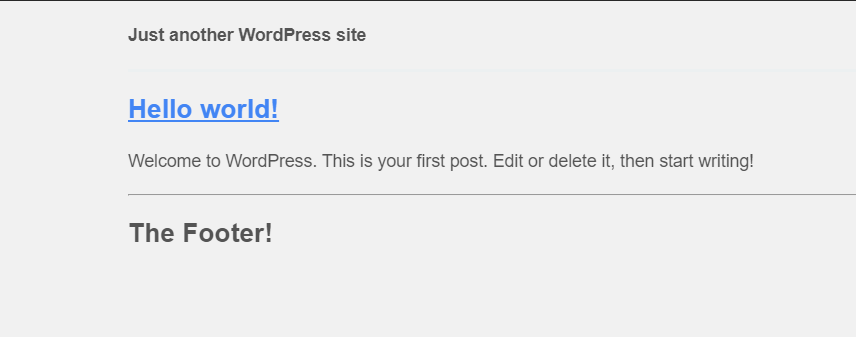 Just another WordPress site
Hello world!
Welcome to WordPress. This is your first post. Edit or delete it, then start writing!
The Footer!